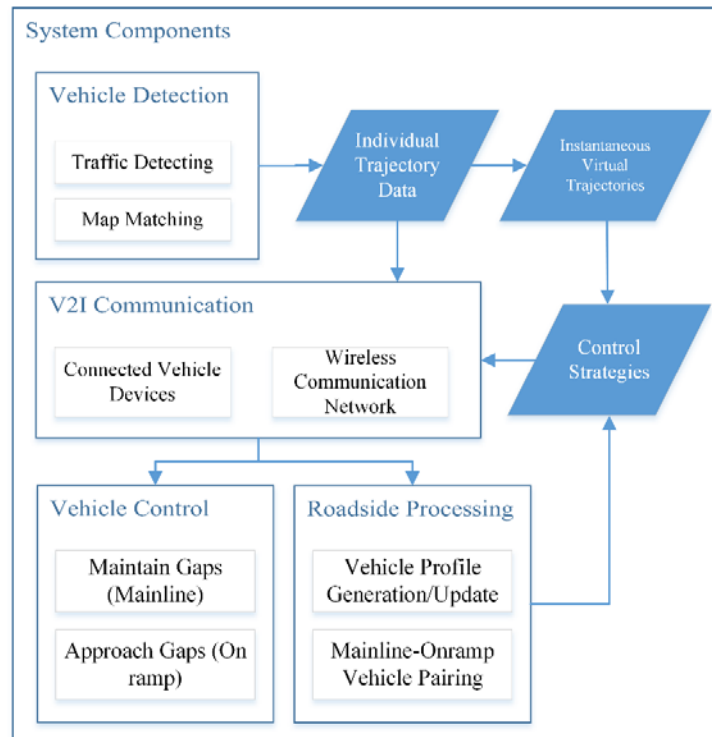 System Components
Vehicle Detection
Traffic Detecting
Map Matching
Individual
Trajectory
Data
Instantaneous
Virtual
Trajectories
V2I Communication
Connected Vehicle
Devices
Wireless
Communication
Network
Control
Strategies
Vehicle Control
Maintain Gaps
(Mainline)
Approach Gaps (On
ramp)
Roadside Processing
Vehicle Profile
Generation/Update
Mainline-Onramp
Vehicle Pairing